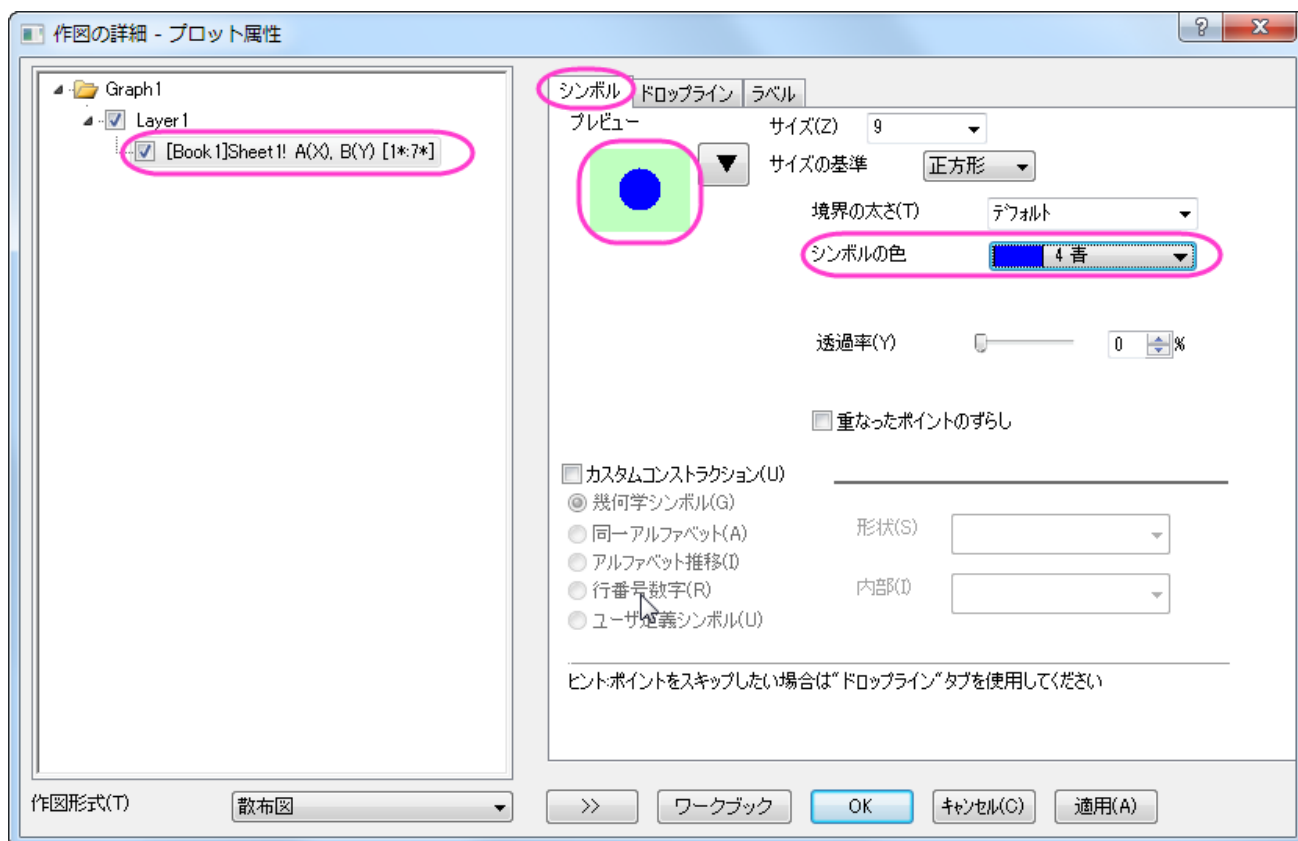 作図の詳細 - プロット属性
Graph1
Layer1
[Book1]Sheet1! A(X), B(Y) [1*:7*]
シンボル ドロップライン ラベル
プレビュー
サイズ(Z) 9
サイズの基準 正方形
境界の太さ(T) デフォルト
シンボルの色 4 青
透過率(Y) 0 %
重なったポイントのずらし
カスタムコンストラクション(U)
幾何学シンボル(G)
同一アルファベット(A)
アルファベット推移(I)
行番号数字(R)
ユーザ定義シンボル(U)
形状(S)
内部(I)
ヒント:ポイントをスキップしたい場合は"ドロップライン"タブを使用してください
作図形式(T) 散布図
>> ワークブック OK キャンセル(C) 適用(A)